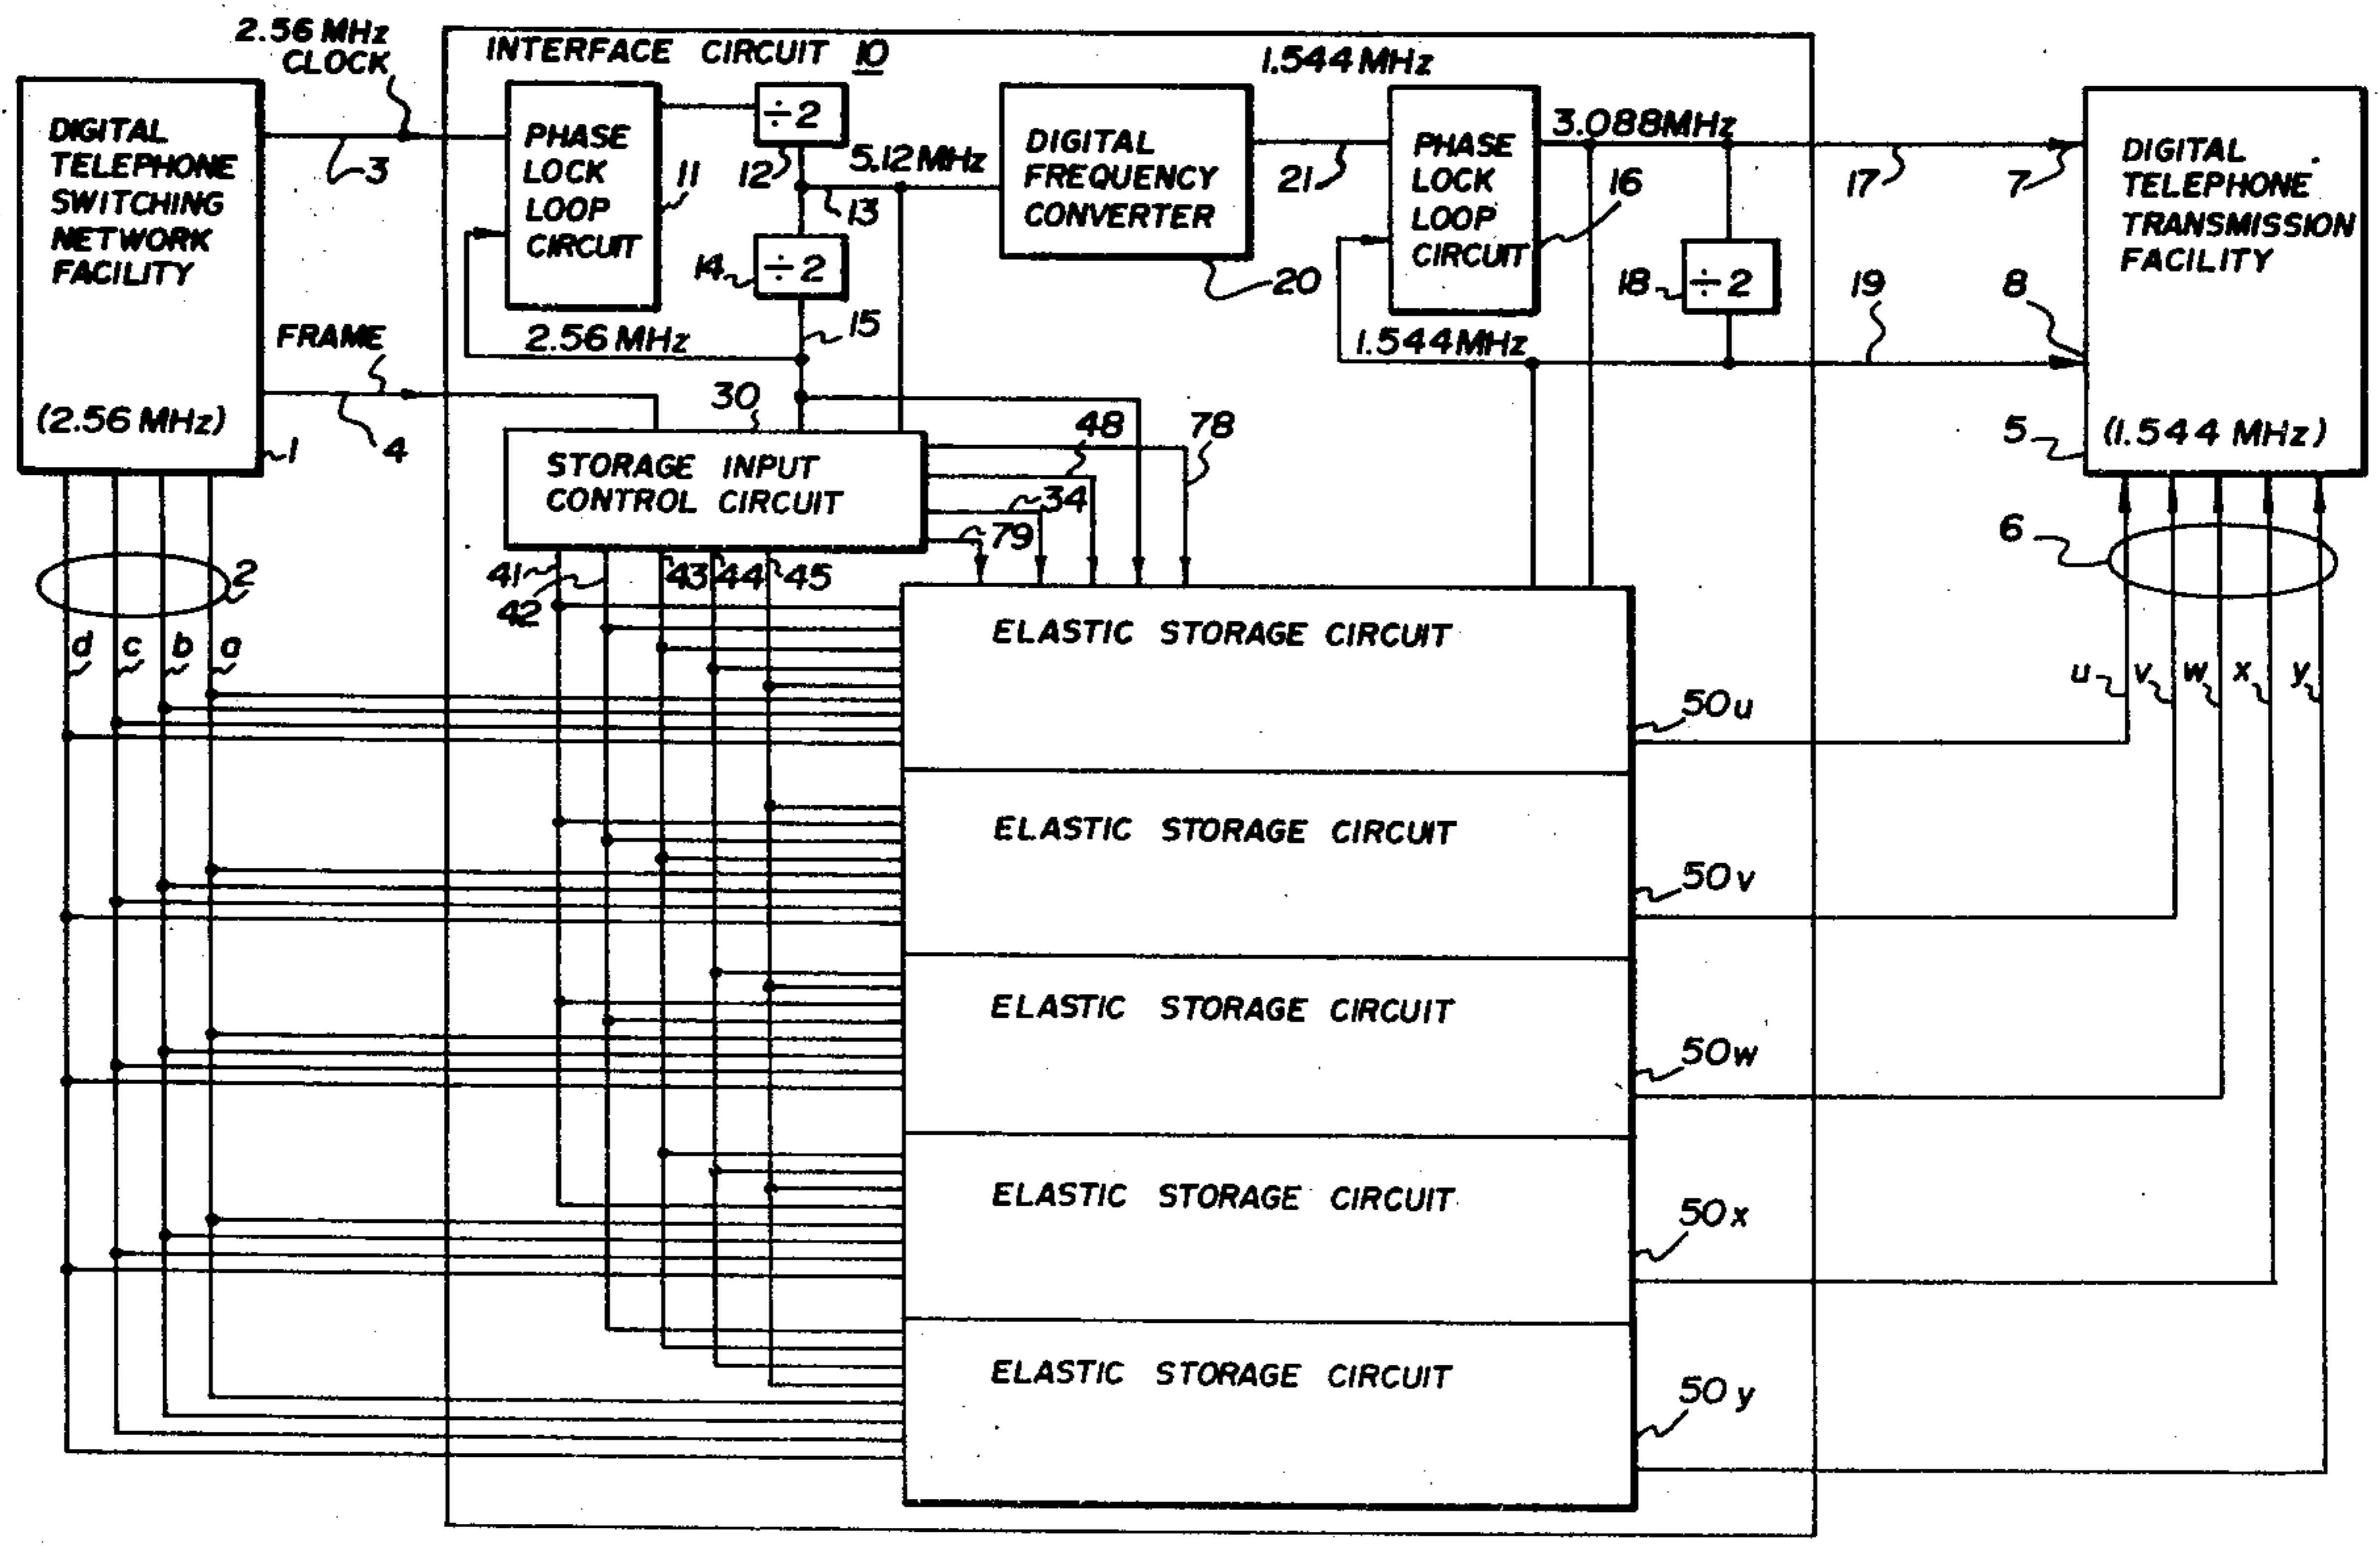 2.56 MHz
CLOCK
INTERFACE CIRCUIT 10
1.544 MHz
DIGITAL
TELEPHONE
SWITCHING
NETWORK
FACILITY
(2.56 MHz)
1
3
FRAME
4
PHASE
LOCK
LOOP
CIRCUIT
11
÷2
12
5.12 MHz
13
÷2
14
15
2.56 MHz
DIGITAL
FREQUENCY
CONVERTER
20
21
PHASE
LOCK
LOOP
CIRCUIT
16
3.088MHz
÷2
18
1.544MHz
17
19
7
8
DIGITAL
TELEPHONE
TRANSMISSION
FACILITY
(1.544 MHz)
5
30
STORAGE INPUT
CONTROL CIRCUIT
48
78
34
79
41
42
43
44
45
2
d
c
b
a
6
u
v
w
x
y
ELASTIC STORAGE CIRCUIT
50u
ELASTIC STORAGE CIRCUIT
50v
ELASTIC STORAGE CIRCUIT
50w
ELASTIC STORAGE CIRCUIT
50x
ELASTIC STORAGE CIRCUIT
50y